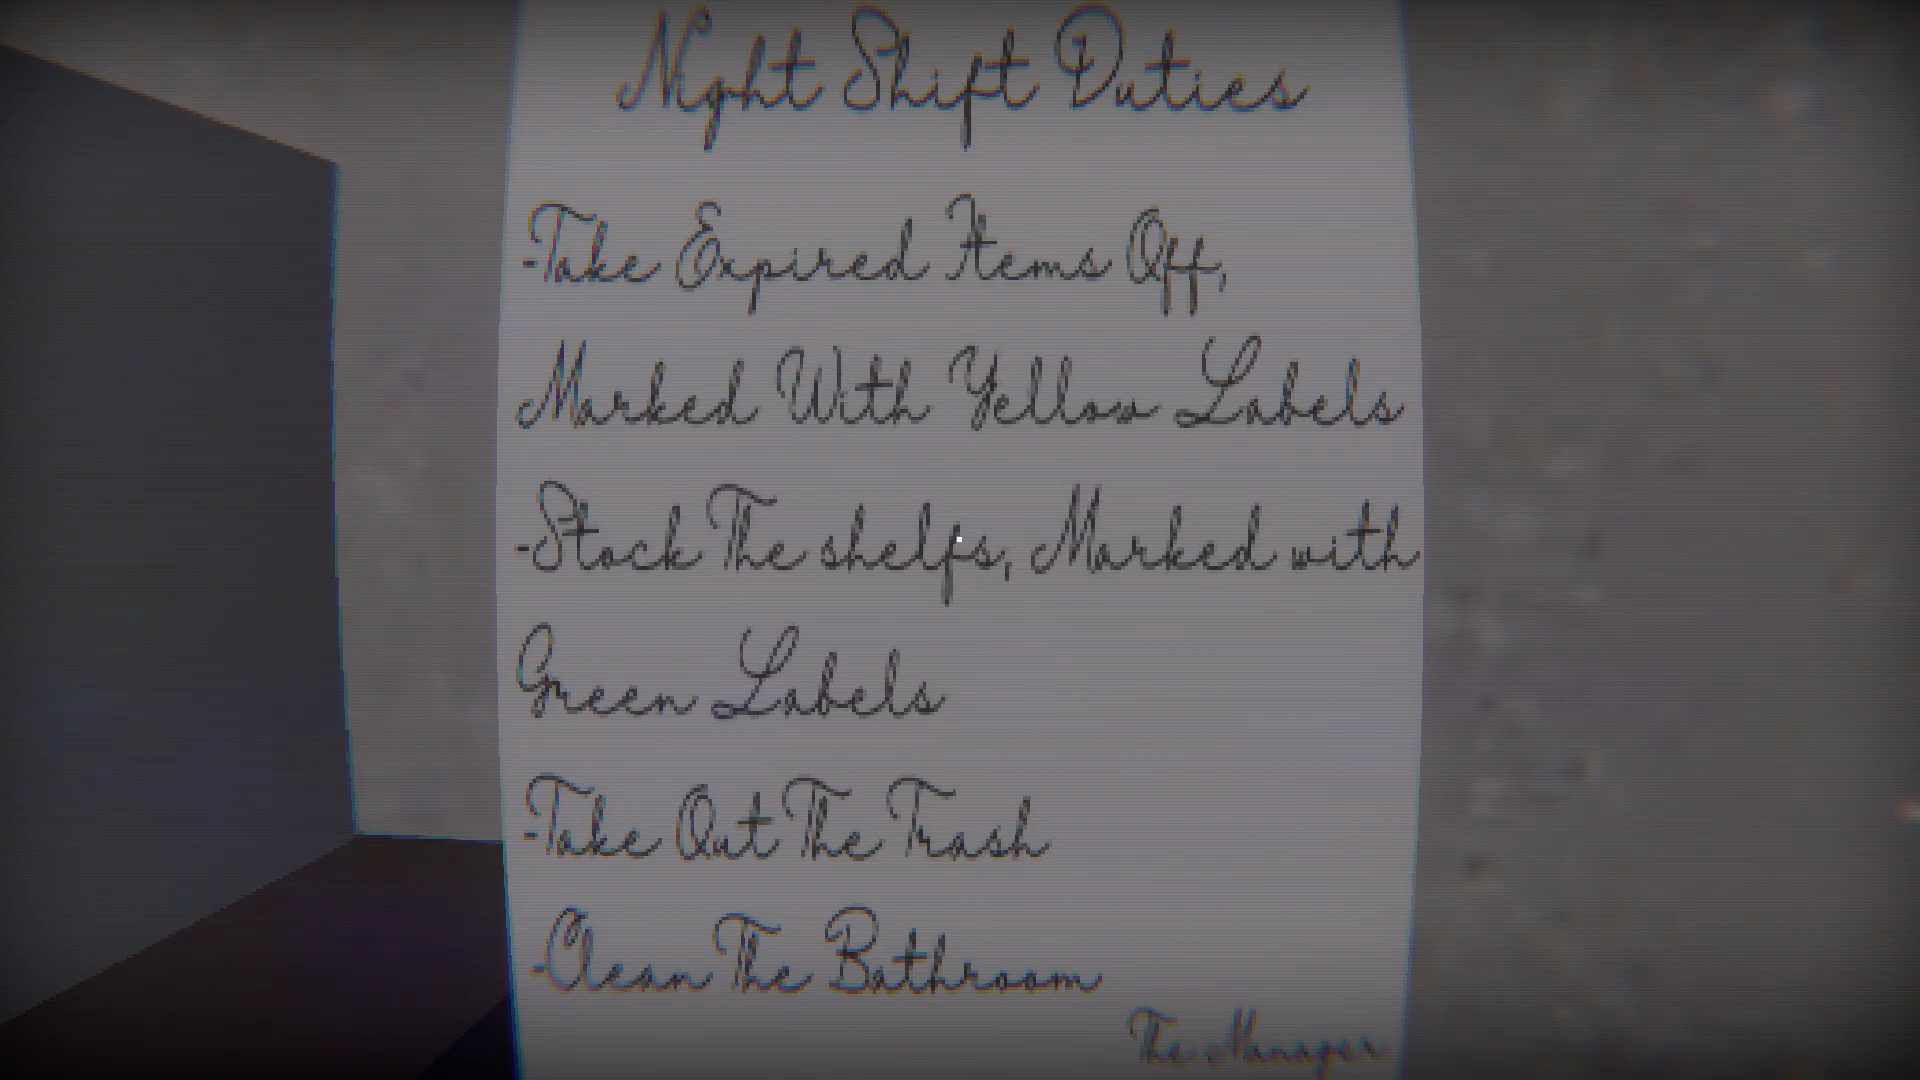 Night Shift Duties
-Take Expired Items Off,
Marked With Yellow Labels
-Stock The shelfs, Marked with
Green Labels
-Take Out The Trash
-Clean The Bathroom
The Manager